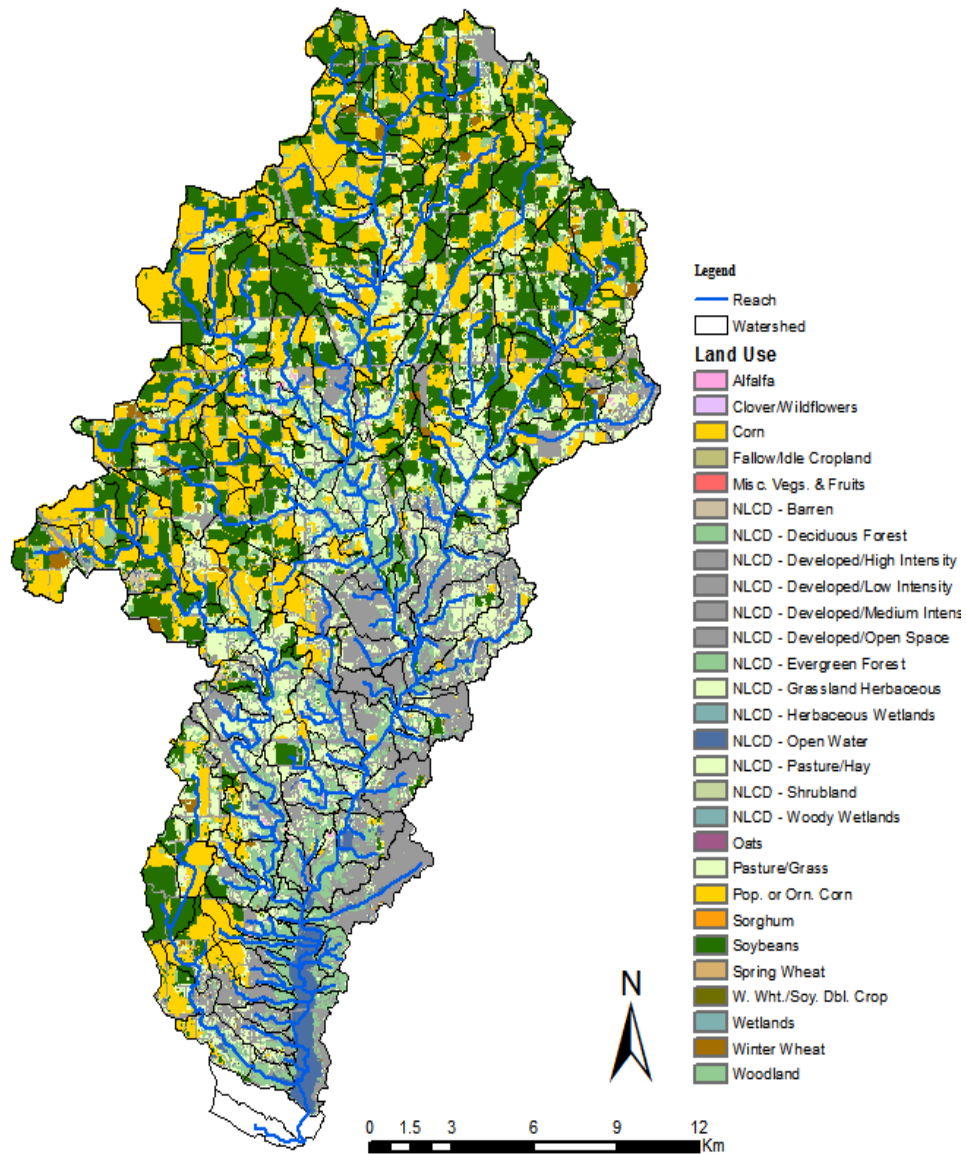 Legend
Reach
Watershed
Land Use
Alfalfa
Clover/Wildflowers
Corn
Fallow/Idle Cropland
Misc. Vegs. & Fruits
NLCD - Barren
NLCD - Deciduous Forest
NLCD - Developed/High Intensity
NLCD - Developed/Low Intensity
NLCD - Developed/Medium Intens
NLCD - Developed/Open Space
NLCD - Evergreen Forest
NLCD - Grassland Herbaceous
NLCD - Herbaceous Wetlands
NLCD - Open Water
NLCD - Pasture/Hay
NLCD - Shrubland
NLCD - Woody Wetlands
Oats
Pasture/Grass
Pop. or Orn. Corn
Sorghum
Soybeans
Spring Wheat
W. Wht./Soy. Dbl. Crop
Wetlands
Winter Wheat
Woodland
N
0 1.5 3 6 9 12
Km